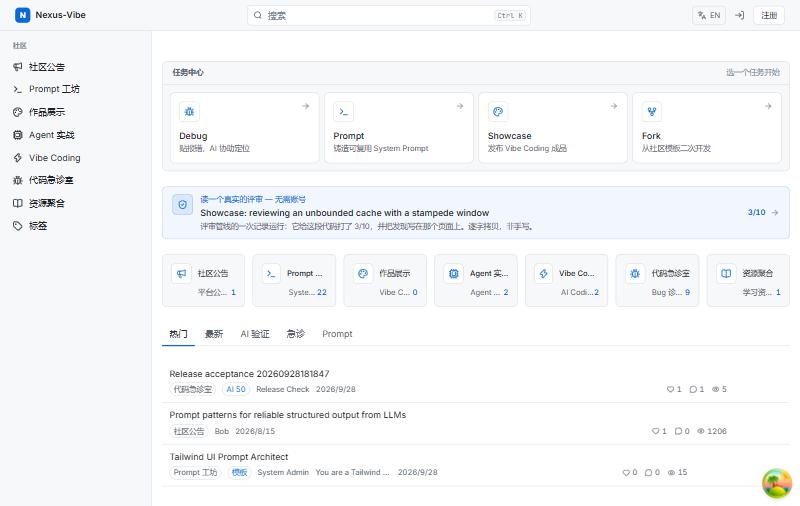 Nexus-Vibe
搜索
Ctrl K
EN
注册
社区
社区公告
Prompt 工坊
作品展示
Agent 实战
Vibe Coding
代码急诊室
资源聚合
标签
任务中心
选一个任务开始
Debug
贴报错，AI 协助定位
Prompt
铸造可复用 System Prompt
Showcase
发布 Vibe Coding 成品
Fork
从社区模板二次开发
读一个真实的评审 — 无需账号
Showcase: reviewing an unbounded cache with a stampede window
3/10
评审管线的一次记录运行：它给这段代码打了 3/10，并把发现写在那个页面上。逐字拷贝，非手写。
社区公告
平台公... 1
Prompt ...
Syste... 22
作品展示
Vibe C... 0
Agent 实...
Agent ... 2
Vibe Co...
AI Codi... 2
代码急诊室
Bug 诊... 9
资源聚合
学习资... 1
热门 最新 AI 验证 急诊 Prompt
Release acceptance 20260928181847
代码急诊室 AI 50 Release Check 2026/9/28 1 1 5
Prompt patterns for reliable structured output from LLMs
社区公告 Bob 2026/8/15 1 0 1206
Tailwind UI Prompt Architect
Prompt 工坊 模板 System Admin You are a Tailwind ... 2026/9/28 0 0 15